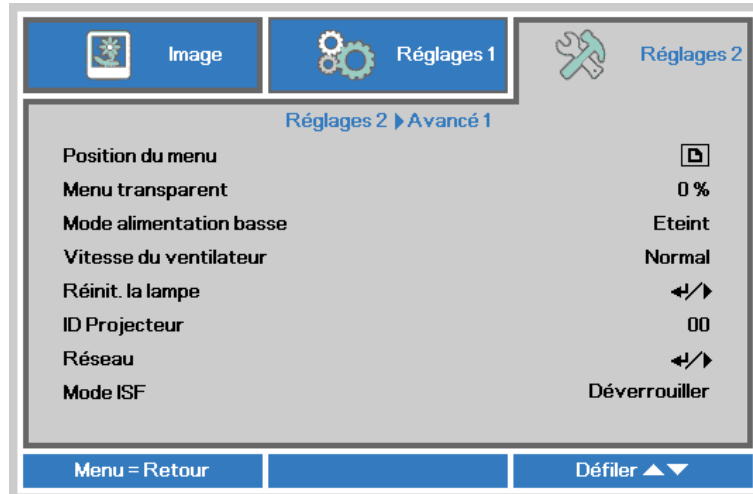 Image
Réglages 1
Réglages 2
Réglages 2 Avancé 1
Position du menu
Menu transparent 0 %
Mode alimentation basse Eteint
Vitesse du ventilateur Normal
Réinit. la lampe
ID Projecteur 00
Réseau
Mode ISF Déverrouiller
Menu = Retour Défiler